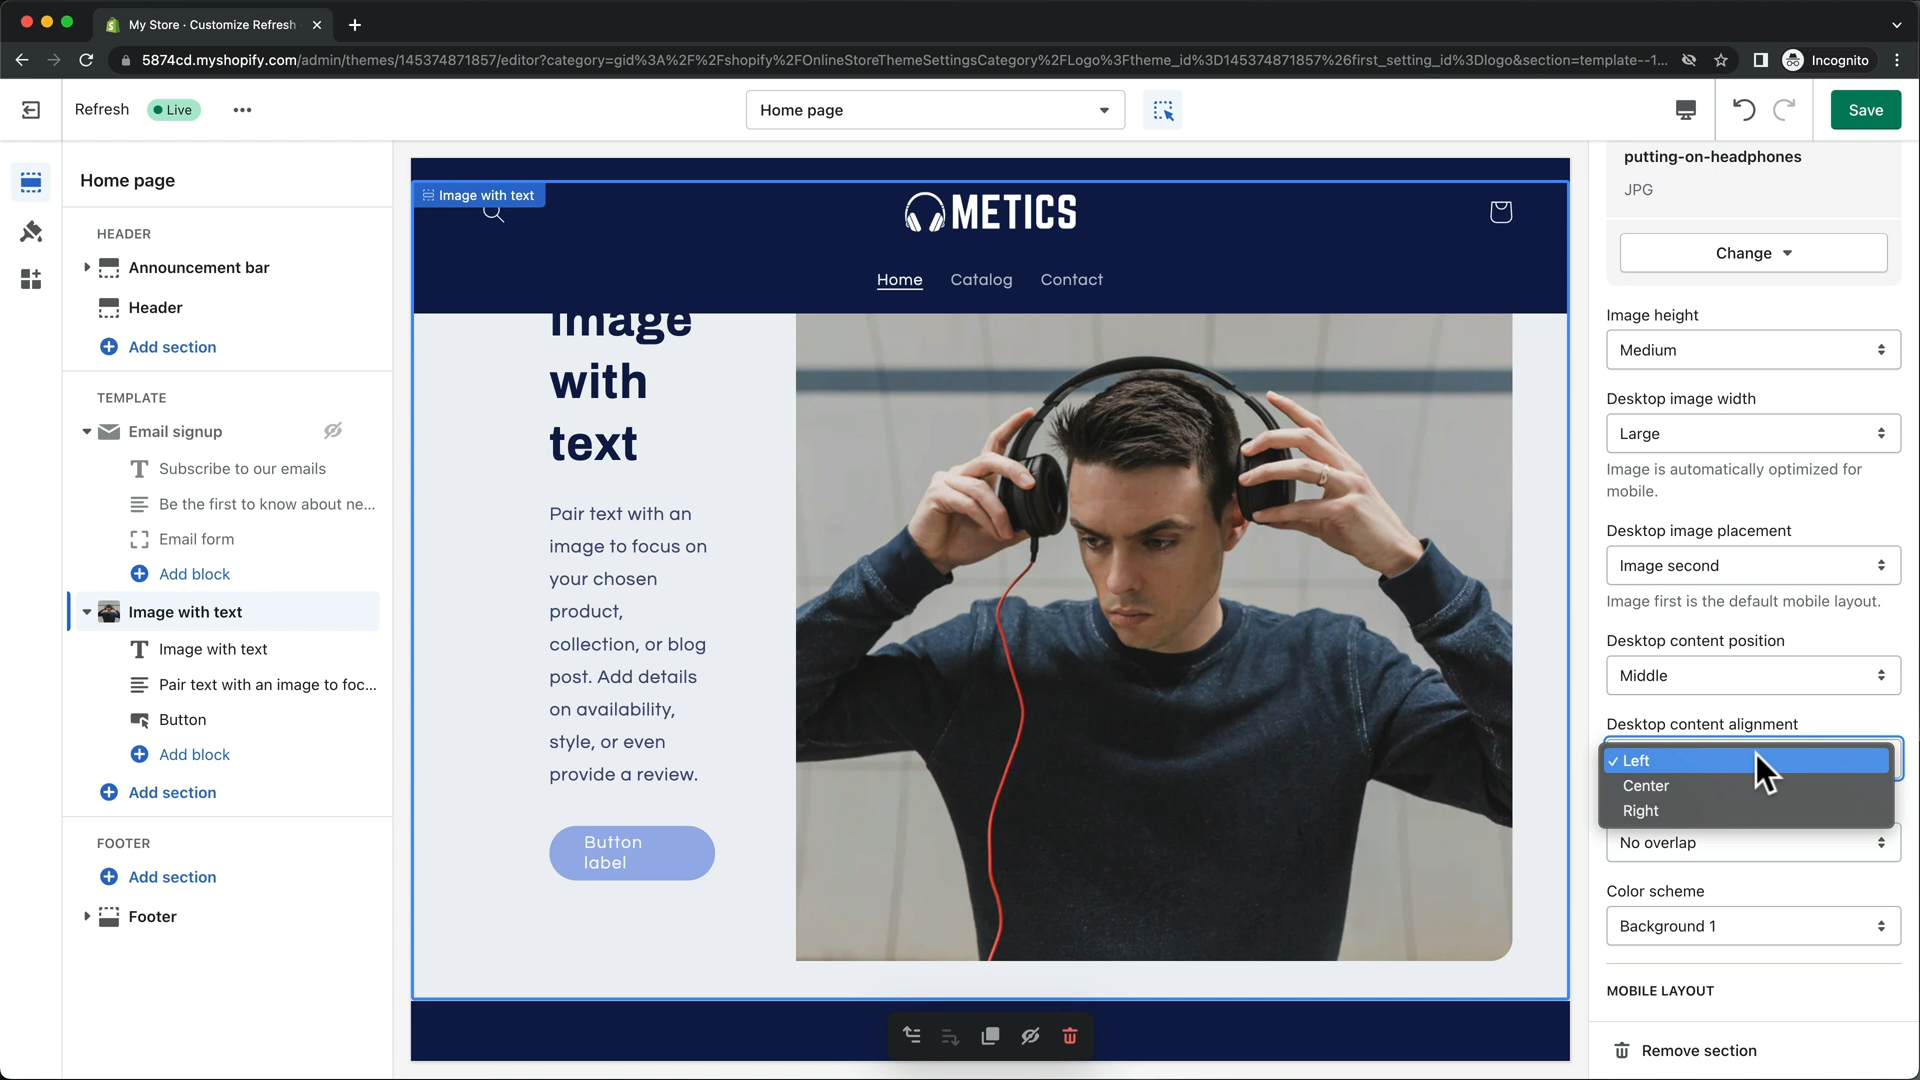 My Store · Customize Refresh
5874cd.myshopify.com/admin/themes/145374871857/editor?category=gid%3A%2F%2Fshopify%2FOnlineStoreThemeSettingsCategory%2FLogo%3Ftheme_id%3D145374871857%26first_setting_id%3Dlogo&section=template--1...
Incognito
Refresh
Live
Home page
Save
Home page
HEADER
Announcement bar
Header
Add section
TEMPLATE
Email signup
Subscribe to our emails
Be the first to know about ne...
Email form
Add block
Image with text
Image with text
Pair text with an image to foc...
Button
Add block
Add section
FOOTER
Add section
Footer
Image with text
METICS
Home Catalog Contact
Image
with
text
Pair text with an
image to focus on
your chosen
product,
collection, or blog
post. Add details
on availability,
style, or even
provide a review.
Button
label
putting-on-headphones
JPG
Change
Image height
Medium
Desktop image width
Large
Image is automatically optimized for
mobile.
Desktop image placement
Image second
Image first is the default mobile layout.
Desktop content position
Middle
Desktop content alignment
✓ Left
Center
Right
No overlap
Color scheme
Background 1
MOBILE LAYOUT
Remove section